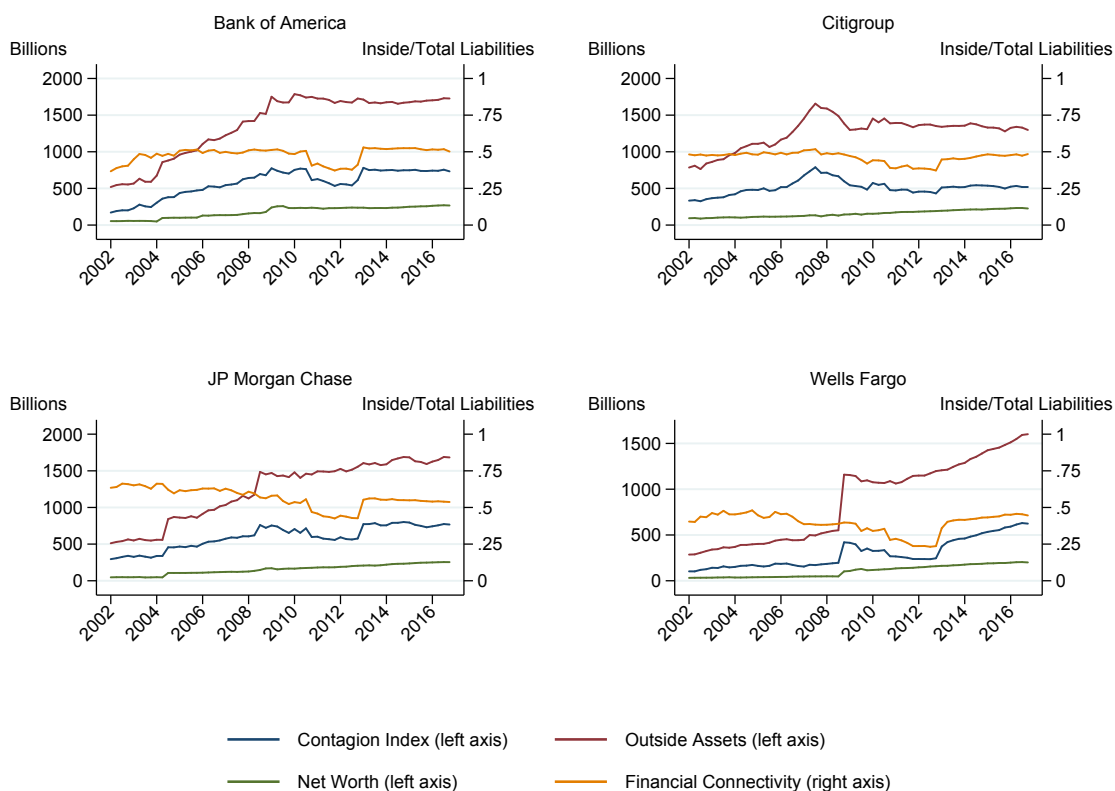 Bank of America
Billions Inside/Total Liabilities
2000 1
1500 .75
1000 .5
500 .25
0 0
2002 2004 2006 2008 2010 2012 2014 2016
Citigroup
Billions Inside/Total Liabilities
2000 1
1500 .75
1000 .5
500 .25
0 0
2002 2004 2006 2008 2010 2012 2014 2016
JP Morgan Chase
Billions Inside/Total Liabilities
2000 1
1500 .75
1000 .5
500 .25
0 0
2002 2004 2006 2008 2010 2012 2014 2016
Wells Fargo
Billions Inside/Total Liabilities
1
1500
.75
1000
.5
500
.25
0 0
2002 2004 2006 2008 2010 2012 2014 2016
Contagion Index (left axis) Outside Assets (left axis)
Net Worth (left axis) Financial Connectivity (right axis)